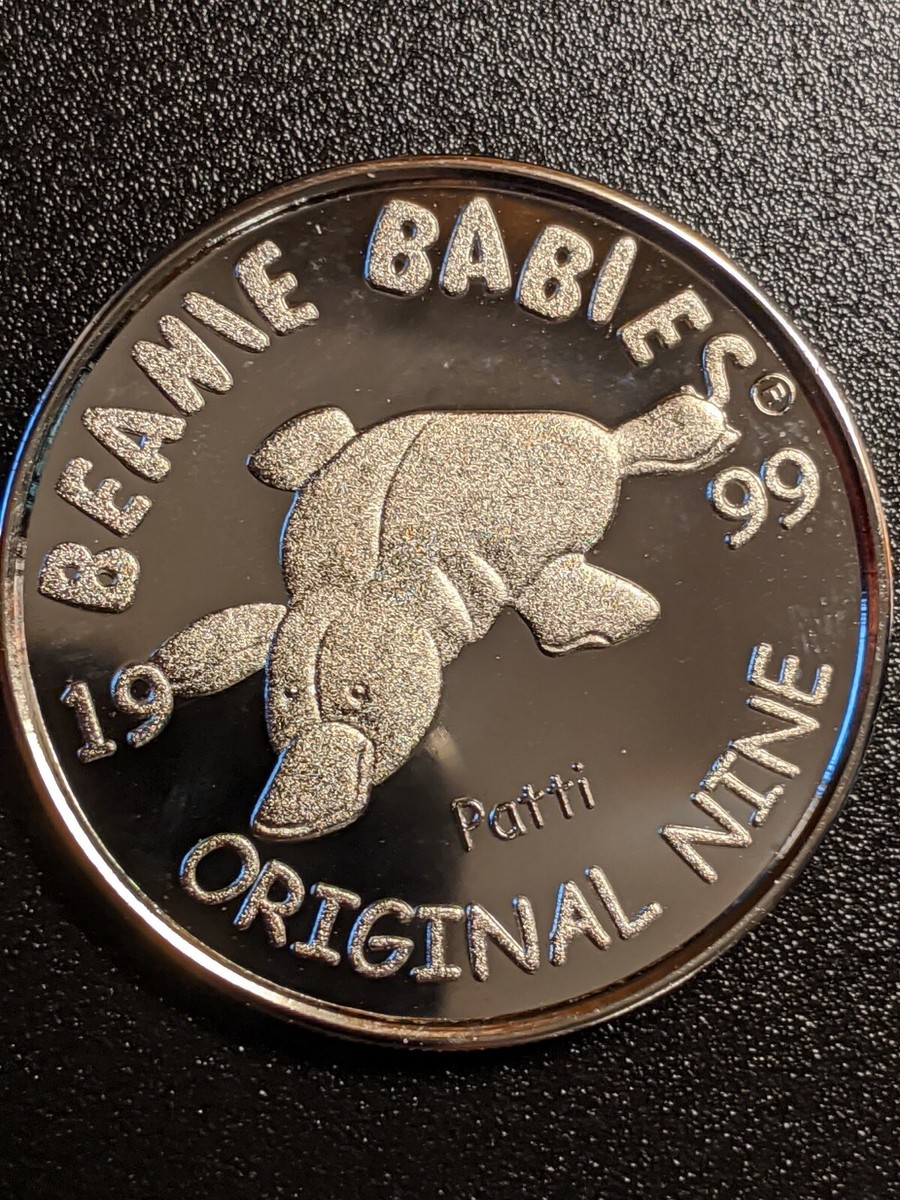 BEANIE BABIES®
1999
Patti
ORIGINAL NINE